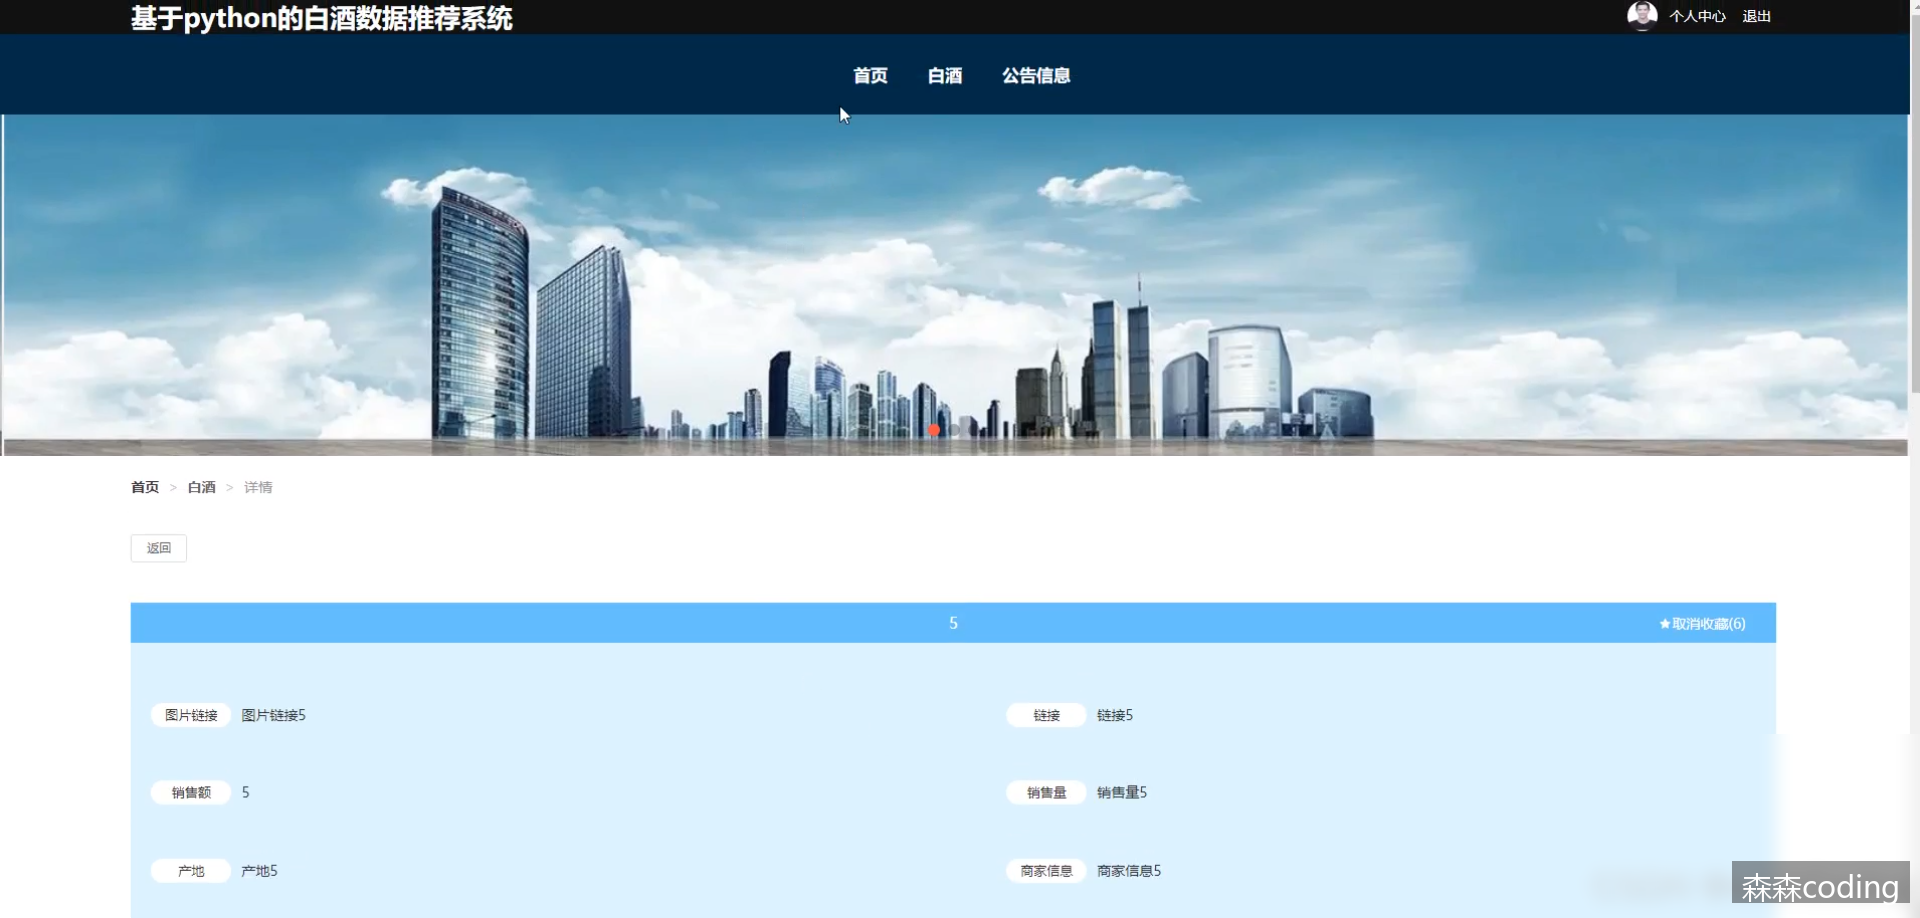 基于python的白酒数据推荐系统
个人中心 退出
首页 白酒 公告信息
首页 > 白酒 > 详情
返回
5
★取消收藏(6)
图片链接 图片链接5
链接 链接5
销售额 5
销售量 销售量5
产地 产地5
商家信息 商家信息5
森森coding